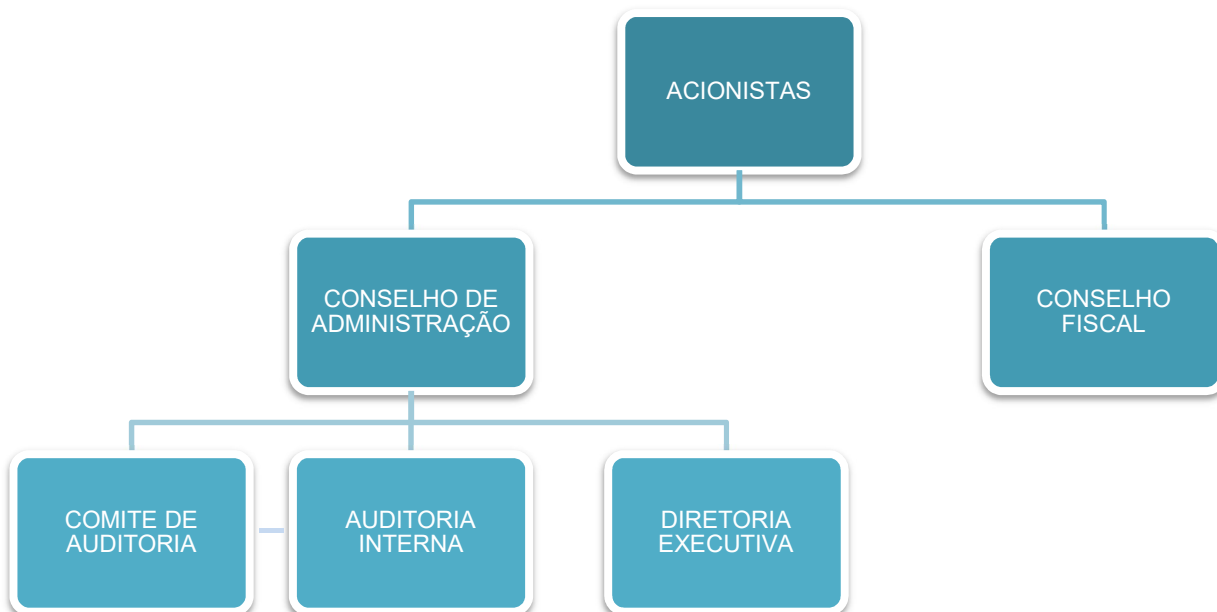 ACIONISTAS
CONSELHO DE
ADMINISTRAÇÃO
CONSELHO
FISCAL
COMITE DE
AUDITORIA
AUDITORIA
INTERNA
DIRETORIA
EXECUTIVA